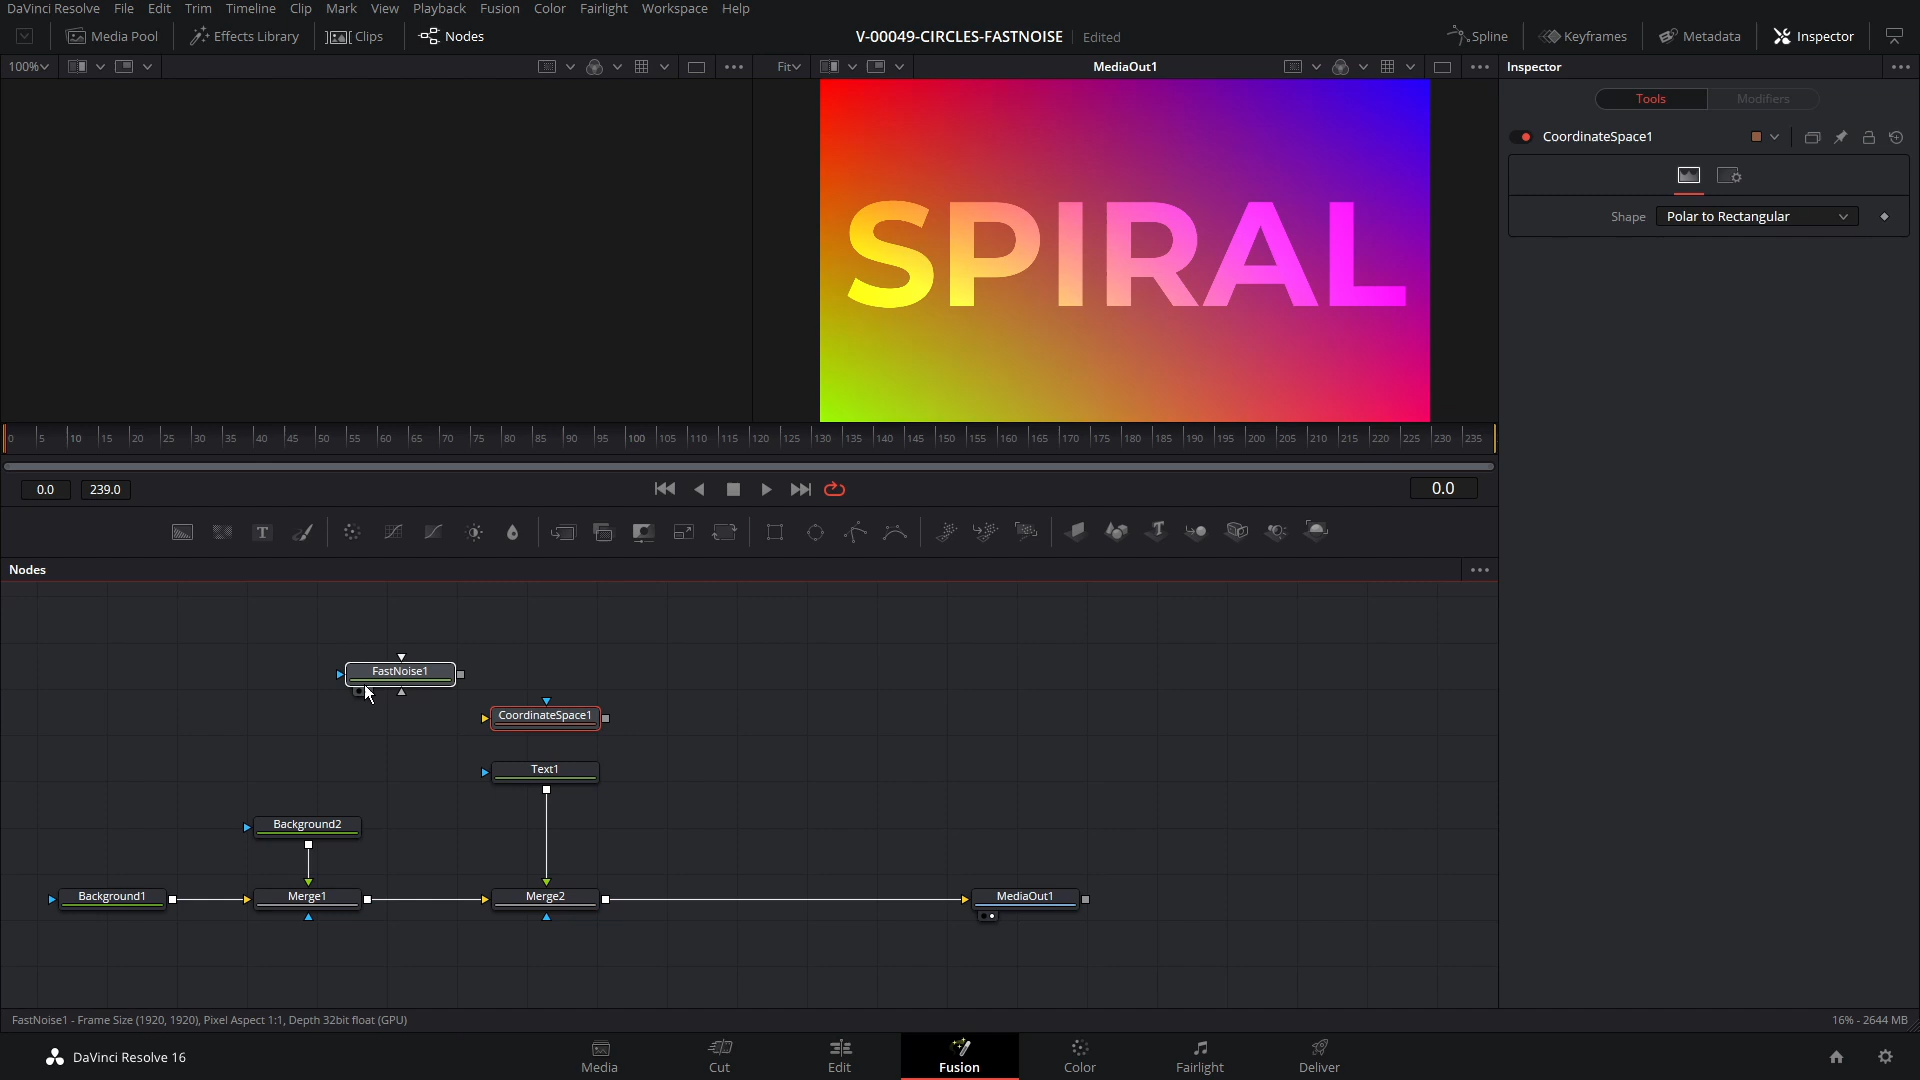 DaVinci Resolve File Edit Trim Timeline Clip Mark View Playback Fusion Color Fairlight Workspace Help
Media Pool Effects Library Clips Nodes V-00049-CIRCLES-FASTNOISE Edited Spline Keyframes Metadata Inspector
100% Fit MediaOut1 Inspector
Tools Modifiers
CoordinateSpace1
Shape Polar to Rectangular
SPIRAL
0 5 10 15 20 25 30 35 40 45 50 55 60 65 70 75 80 85 90 95 100 105 110 115 120 125 130 135 140 145 150 155 160 165 170 175 180 185 190 195 200 205 210 215 220 225 230 235
0.0 239.0 0.0
Nodes
FastNoise1
CoordinateSpace1
Text1
Background2
Background1 Merge1 Merge2 MediaOut1
FastNoise1 - Frame Size (1920, 1920), Pixel Aspect 1:1, Depth 32bit float (GPU) 16% - 2644 MB
DaVinci Resolve 16 Media Cut Edit Fusion Color Fairlight Deliver